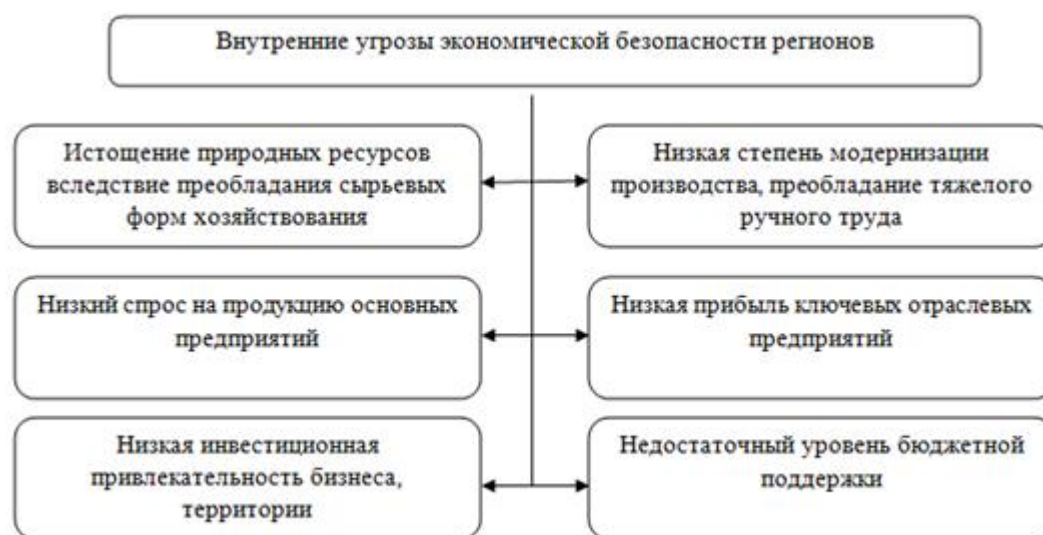 Внутренние угрозы экономической безопасности регионов
Истощение природных ресурсов
вследствие преобладания сырьевых
форм хозяйствования
Низкая степень модернизации
производства, преобладание тяжелого
ручного труда
Низкий спрос на продукцию основных
предприятий
Низкая прибыль ключевых отраслевых
предприятий
Низкая инвестиционная
привлекательность бизнеса,
территории
Недостаточный уровень бюджетной
поддержки